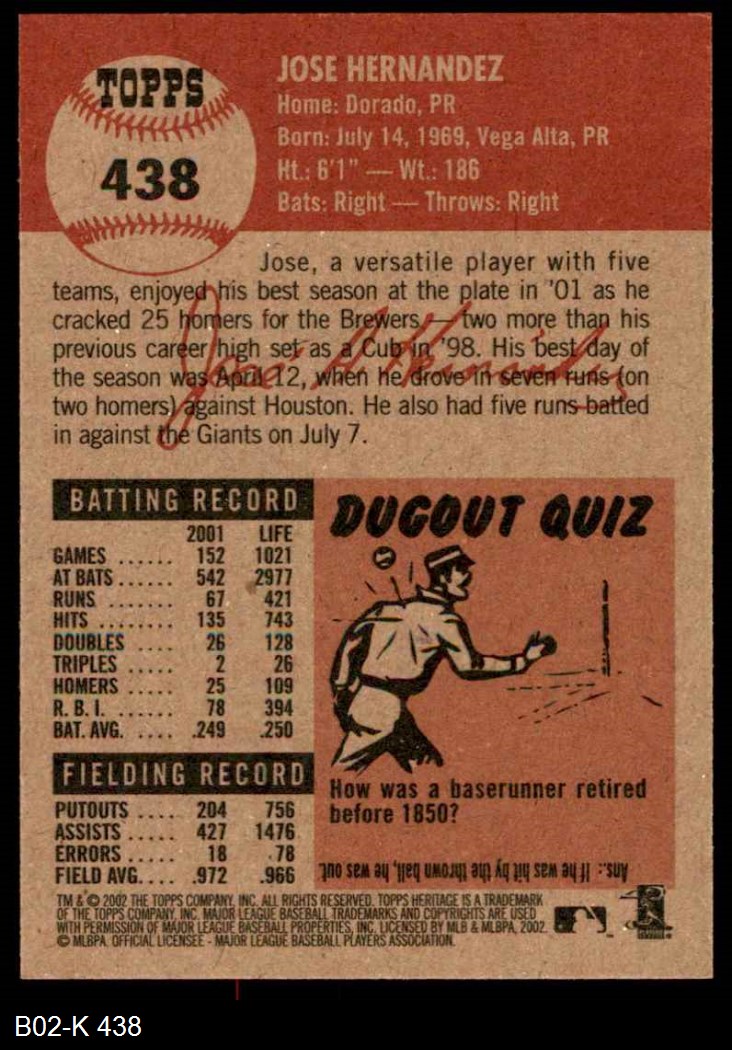 TOPPS
438
JOSE HERNANDEZ
Home: Dorado, PR
Born: July 14, 1969, Vega Alta, PR
Ht.: 6'1" — Wt.: 186
Bats: Right — Throws: Right
Jose, a versatile player with five
teams, enjoyed his best season at the plate in '01 as he
cracked 25 homers for the Brewers — two more than his
previous career high set as a Cub in '98. His best day of
the season was April 12, when he drove in seven runs (on
two homers) against Houston. He also had five runs batted
in against the Giants on July 7.
BATTING RECORD
2001 LIFE
GAMES ...... 152 1021
AT BATS ...... 542 2977
RUNS ....... 67 421
HITS ........ 135 743
DOUBLES .... 26 128
TRIPLES ..... 2 26
HOMERS ..... 25 109
R. B. I. ....... 78 394
BAT. AVG. .... .249 .250
FIELDING RECORD
PUTOUTS .... 204 756
ASSISTS ..... 427 1476
ERRORS ..... 18 78
FIELD AVG. ... .972 .966
DUGOUT QUIZ
How was a baserunner retired
before 1850?
Ans.: If he was hit by the thrown ball, he was out.
TM & © 2002 THE TOPPS COMPANY, INC. ALL RIGHTS RESERVED. TOPPS HERITAGE IS A TRADEMARK
OF THE TOPPS COMPANY, INC. MAJOR LEAGUE BASEBALL TRADEMARKS AND COPYRIGHTS ARE USED
WITH PERMISSION OF MAJOR LEAGUE BASEBALL PROPERTIES, INC. LICENSED BY MLB & MLBPA, 2002
© MLBPA. OFFICIAL LICENSEE - MAJOR LEAGUE BASEBALL PLAYERS ASSOCIATION.
B02-K 438